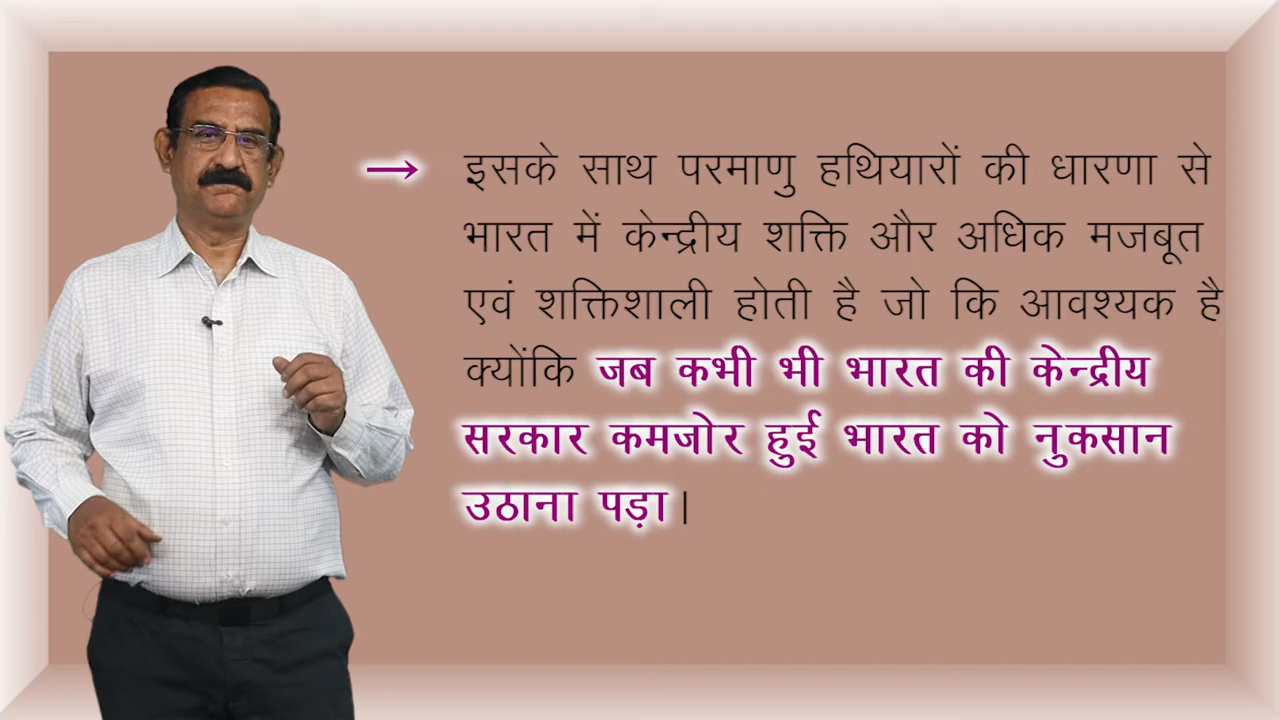 → इसके साथ परमाणु हथियारों की धारणा से
भारत में केन्द्रीय शक्ति और अधिक मजबूत
एवं शक्तिशाली होती है जो कि आवश्यक है
क्योंकि जब कभी भी भारत की केन्द्रीय
सरकार कमजोर हुई भारत को नुकसान
उठाना पड़ा।